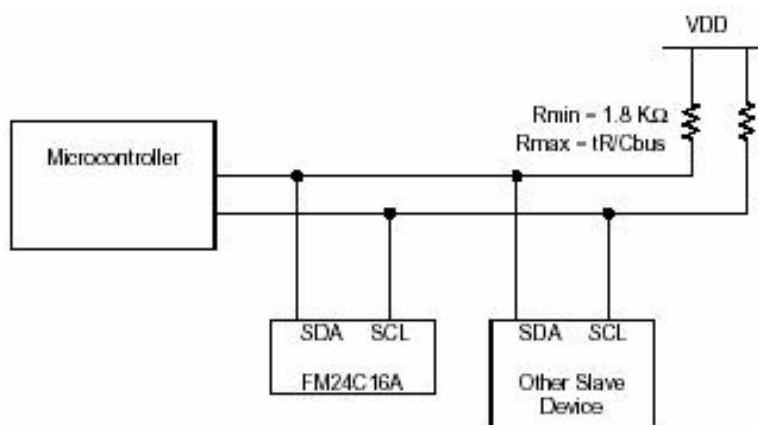 VDD
Rmin = 1.8 KΩ
Rmax = tR/Cbus
Microcontroller
SDA SCL
FM24C16A
SDA SCL
Other Slave
Device